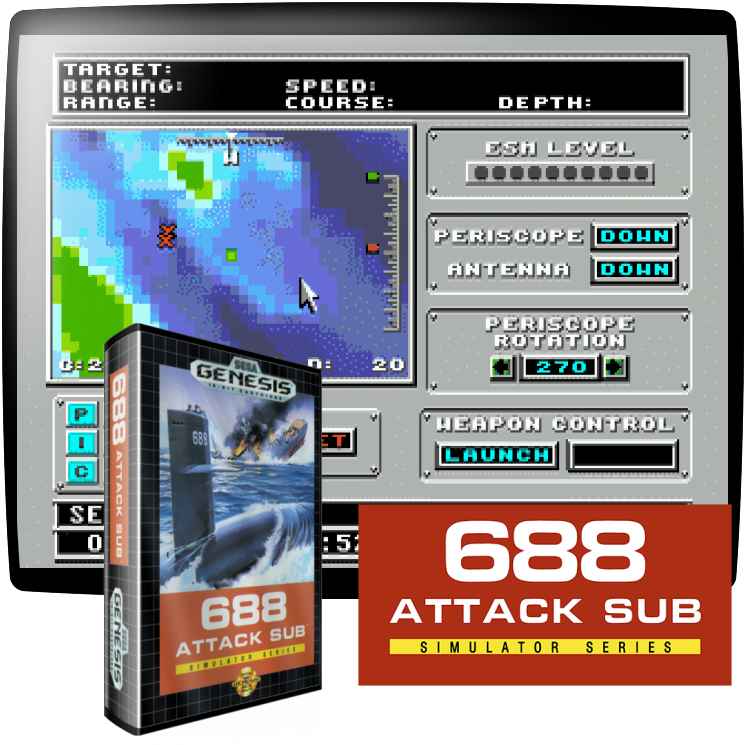 TARGET:
BEARING: SPEED:
RANGE: COURSE: DEPTH:
N
ESM LEVEL
PERISCOPE DOWN
ANTENNA DOWN
PERISCOPE
ROTATION
270
D: 20
WEAPON CONTROL
LAUNCH
P
I
C
SEGA
GENESIS
16-BIT CARTRIDGE
688
688
ATTACK SUB
SIMULATOR SERIES
688 ATTACK SUB
SEGA
GENESIS
688
ATTACK SUB
SIMULATOR SERIES